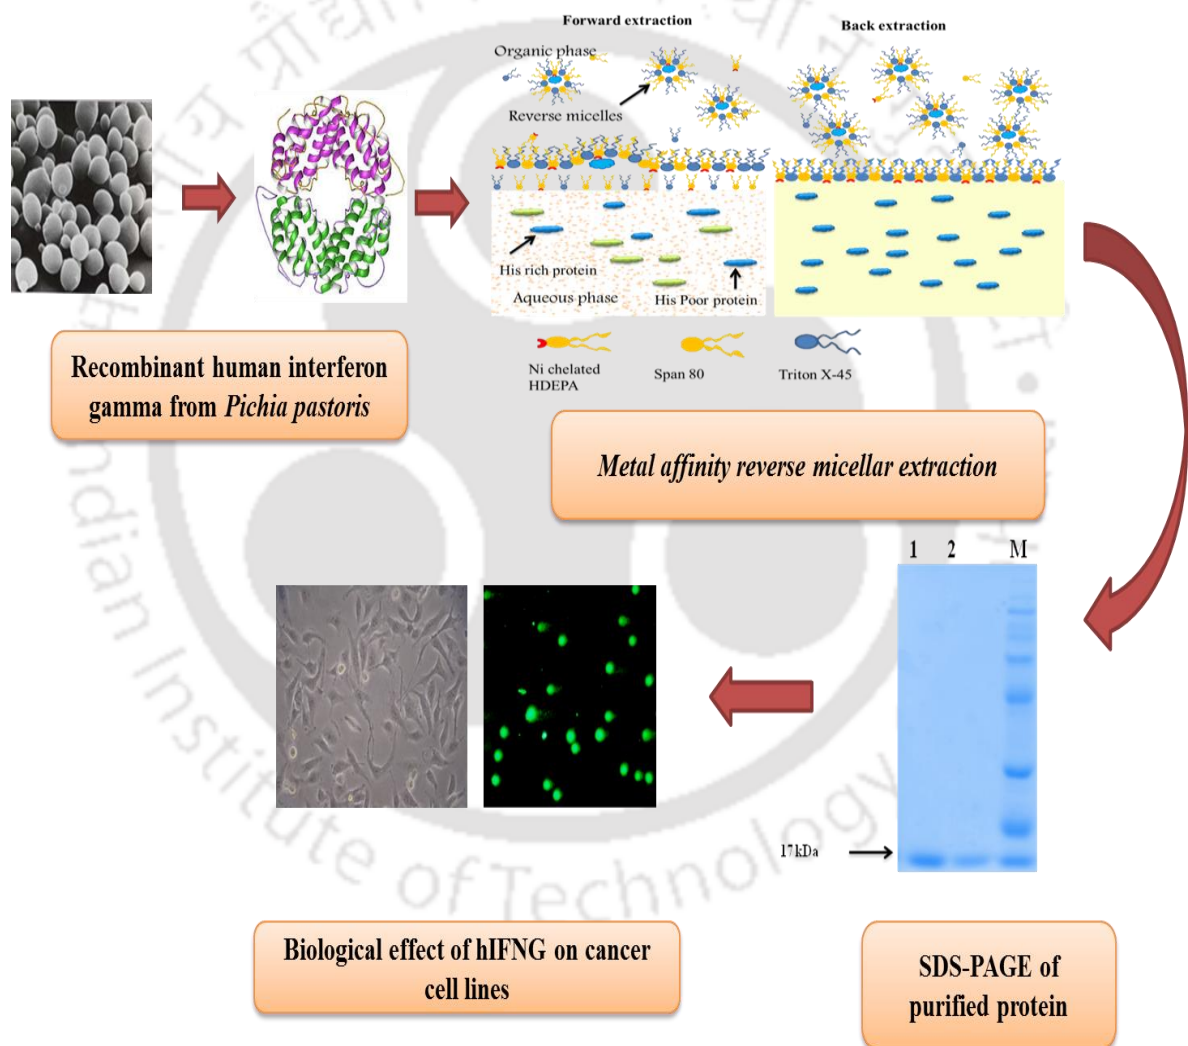 Forward extraction
Back extraction
Organic phase
Reverse micelles
His rich protein
Aqueous phase
His Poor protein
Ni chelated
HDEPA
Span 80
Triton X-45
Recombinant human interferon
gamma from Pichia pastoris
Metal affinity reverse micellar extraction
1 2 M
17kDa
Biological effect of hIFNG on cancer
cell lines
SDS-PAGE of
purified protein
Indian Institute of Technology